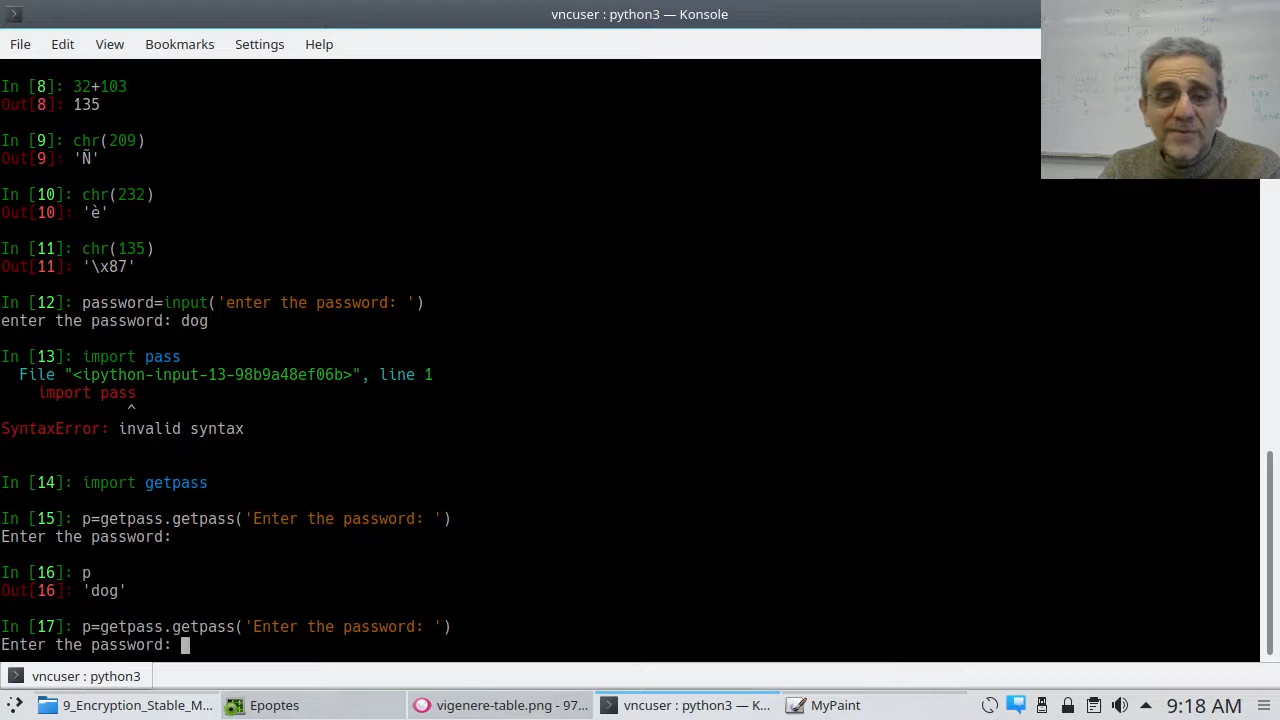 vncuser : python3 — Konsole
File Edit View Bookmarks Settings Help
In [8]: 32+103
Out[8]: 135
In [9]: chr(209)
Out[9]: 'Ñ'
In [10]: chr(232)
Out[10]: 'è'
In [11]: chr(135)
Out[11]: '\x87'
In [12]: password=input('enter the password: ')
enter the password: dog
In [13]: import pass
File "<ipython-input-13-98b9a48ef06b>", line 1
import pass
^
SyntaxError: invalid syntax
In [14]: import getpass
In [15]: p=getpass.getpass('Enter the password: ')
Enter the password:
In [16]: p
Out[16]: 'dog'
In [17]: p=getpass.getpass('Enter the password: ')
Enter the password:
vncuser : python3
9_Encryption_Stable_M... Epoptes vigenere-table.png - 97... vncuser : python3 — K... MyPaint 9:18 AM